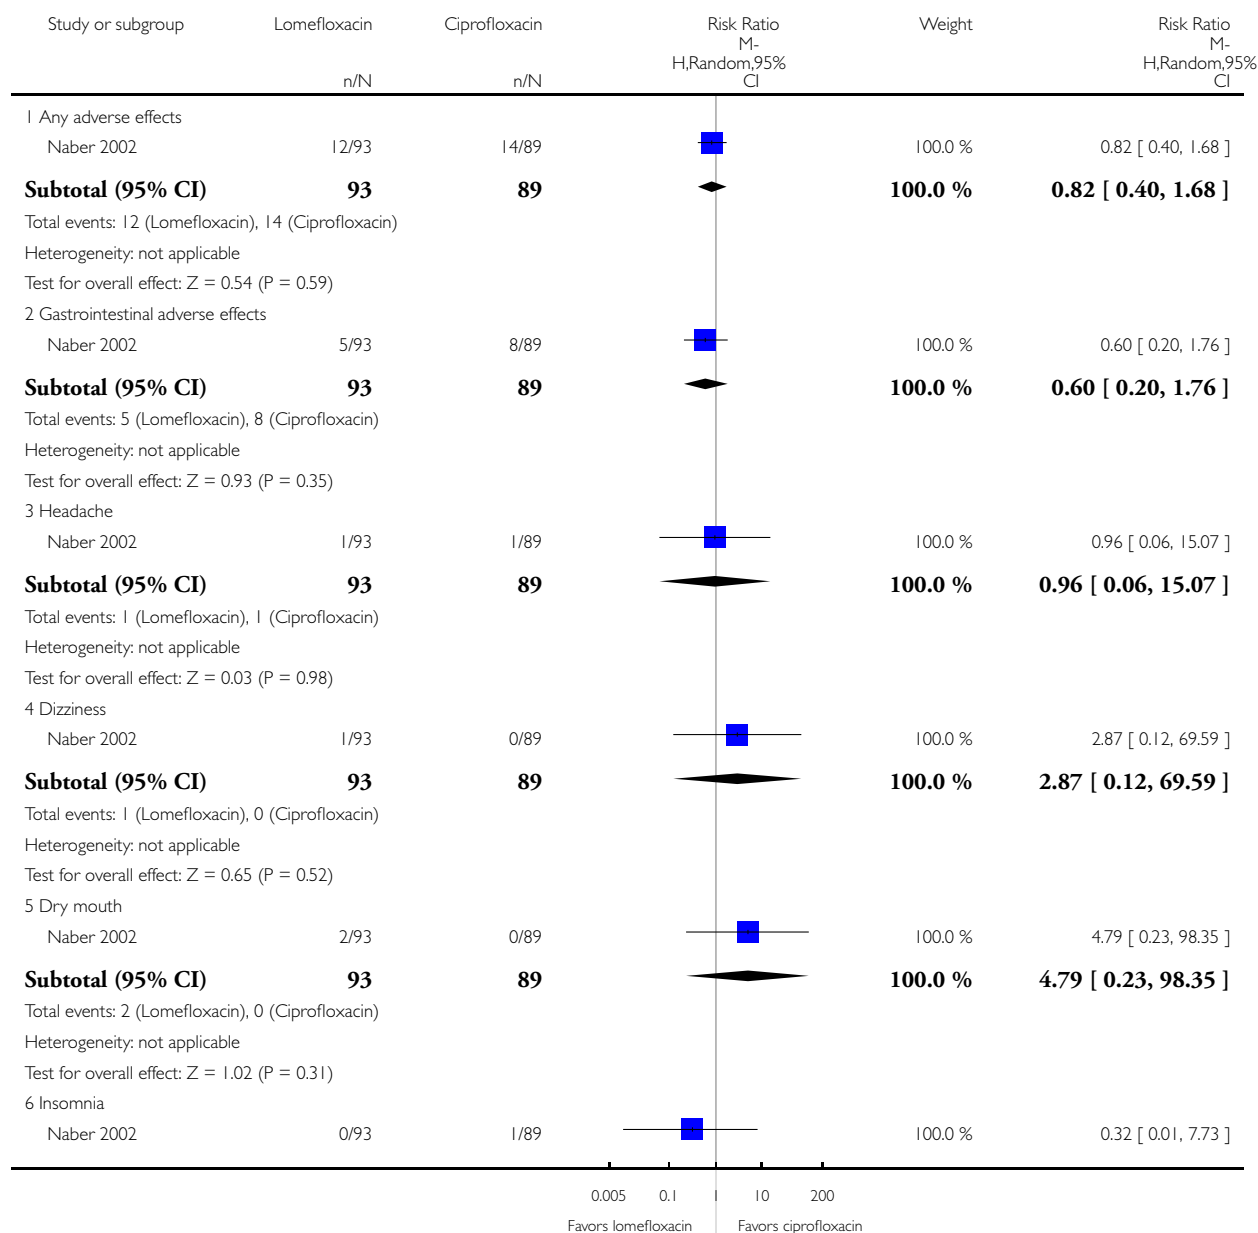 Study or subgroup Lomefloxacin Ciprofloxacin Risk Ratio Weight Risk Ratio
M- M-
H,Random,95% H,Random,95%
n/N n/N CI CI
1 Any adverse effects
Naber 2002 12/93 14/89 100.0 % 0.82 [ 0.40, 1.68 ]
Subtotal (95% CI) 93 89 100.0 % 0.82 [ 0.40, 1.68 ]
Total events: 12 (Lomefloxacin), 14 (Ciprofloxacin)
Heterogeneity: not applicable
Test for overall effect: Z = 0.54 (P = 0.59)
2 Gastrointestinal adverse effects
Naber 2002 5/93 8/89 100.0 % 0.60 [ 0.20, 1.76 ]
Subtotal (95% CI) 93 89 100.0 % 0.60 [ 0.20, 1.76 ]
Total events: 5 (Lomefloxacin), 8 (Ciprofloxacin)
Heterogeneity: not applicable
Test for overall effect: Z = 0.93 (P = 0.35)
3 Headache
Naber 2002 1/93 1/89 100.0 % 0.96 [ 0.06, 15.07 ]
Subtotal (95% CI) 93 89 100.0 % 0.96 [ 0.06, 15.07 ]
Total events: 1 (Lomefloxacin), 1 (Ciprofloxacin)
Heterogeneity: not applicable
Test for overall effect: Z = 0.03 (P = 0.98)
4 Dizziness
Naber 2002 1/93 0/89 100.0 % 2.87 [ 0.12, 69.59 ]
Subtotal (95% CI) 93 89 100.0 % 2.87 [ 0.12, 69.59 ]
Total events: 1 (Lomefloxacin), 0 (Ciprofloxacin)
Heterogeneity: not applicable
Test for overall effect: Z = 0.65 (P = 0.52)
5 Dry mouth
Naber 2002 2/93 0/89 100.0 % 4.79 [ 0.23, 98.35 ]
Subtotal (95% CI) 93 89 100.0 % 4.79 [ 0.23, 98.35 ]
Total events: 2 (Lomefloxacin), 0 (Ciprofloxacin)
Heterogeneity: not applicable
Test for overall effect: Z = 1.02 (P = 0.31)
6 Insomnia
Naber 2002 0/93 1/89 100.0 % 0.32 [ 0.01, 7.73 ]
0.005 0.1 1 10 200
Favors lomefloxacin Favors ciprofloxacin